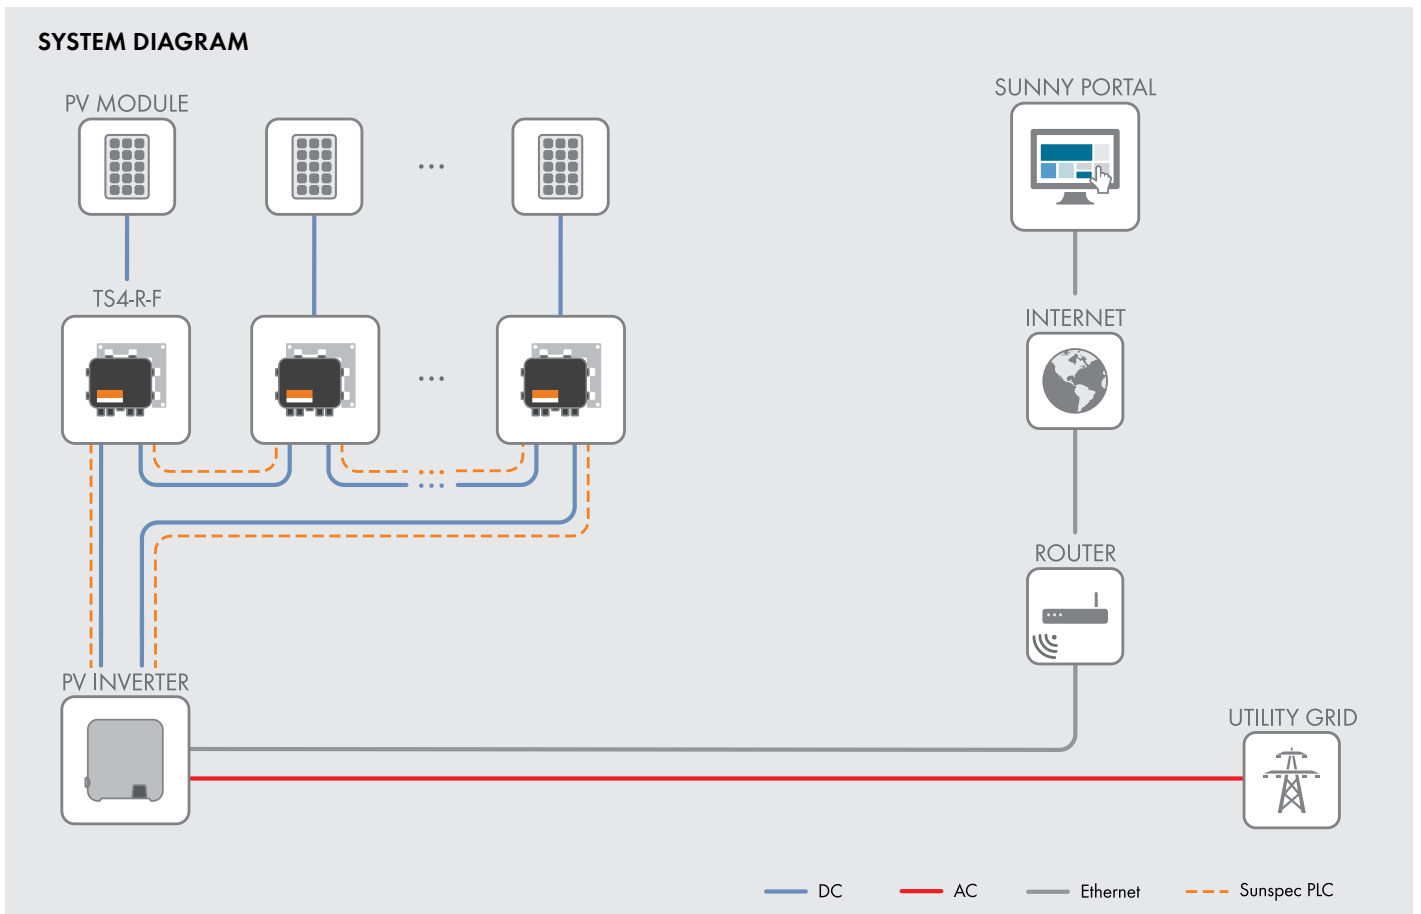 SYSTEM DIAGRAM
PV MODULE
SUNNY PORTAL
TS4-R-F
INTERNET
ROUTER
PV INVERTER
UTILITY GRID
DC
AC
Ethernet
Sunspec PLC